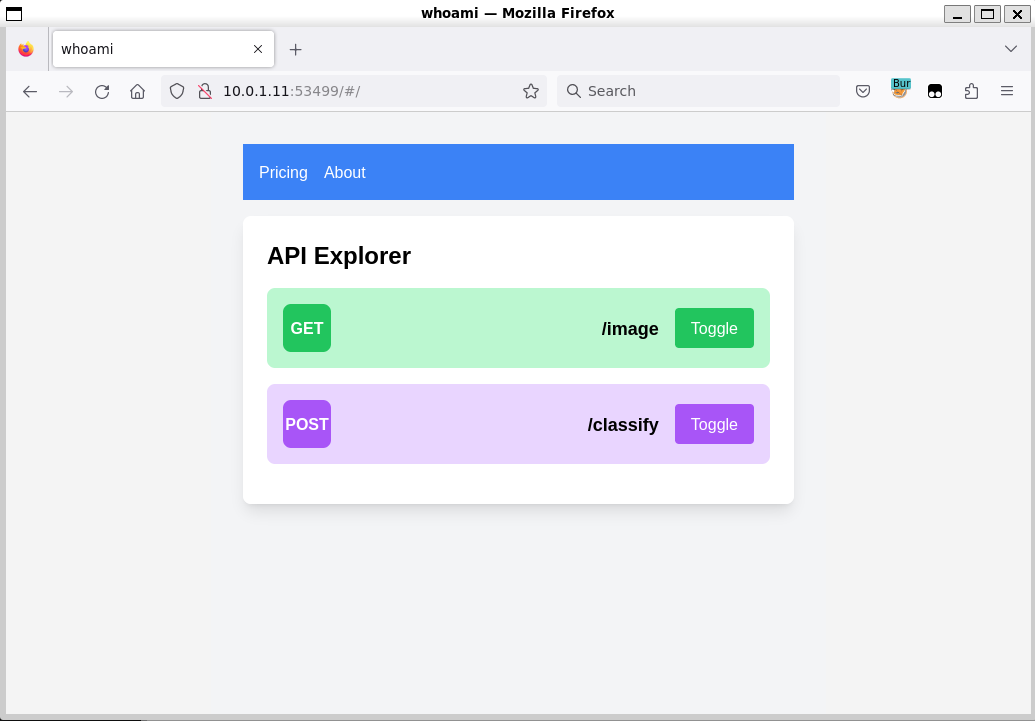 whoami — Mozilla Firefox
whoami
10.0.1.11:53499/#/
Search
Bur
Pricing About
API Explorer
GET /image Toggle
POST /classify Toggle